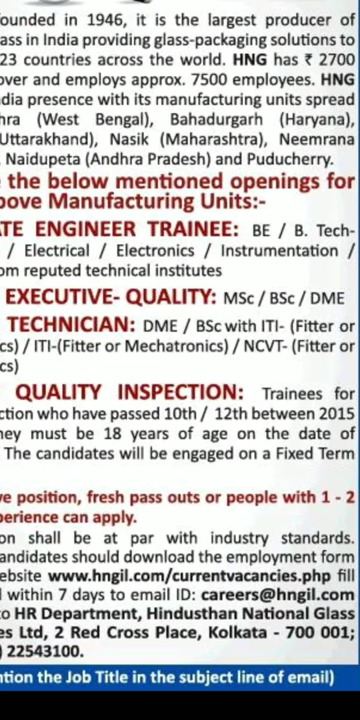 ounded in 1946, it is the largest producer of
ass in India providing glass-packaging solutions to
23 countries across the world. HNG has ₹ 2700
over and employs approx. 7500 employees. HNG
dia presence with its manufacturing units spread
hra (West Bengal), Bahadurgarh (Haryana),
Uttarakhand), Nasik (Maharashtra), Neemrana
, Naidupeta (Andhra Pradesh) and Puducherry.
e the below mentioned openings for
bove Manufacturing Units:-
TE ENGINEER TRAINEE: BE / B. Tech-
/ Electrical / Electronics / Instrumentation /
om reputed technical institutes
EXECUTIVE- QUALITY: MSc / BSc / DME
TECHNICIAN: DME / BSc with ITI- (Fitter or
cs) / ITI-(Fitter or Mechatronics) / NCVT- (Fitter or
cs)
QUALITY INSPECTION: Trainees for
ction who have passed 10th / 12th between 2015
hey must be 18 years of age on the date of
The candidates will be engaged on a Fixed Term
ve position, fresh pass outs or people with 1 - 2
perience can apply.
on shall be at par with industry standards.
andidates should download the employment form
ebsite www.hngil.com/currentvacancies.php fill
d within 7 days to email ID: careers@hngil.com
to HR Department, Hindusthan National Glass
es Ltd, 2 Red Cross Place, Kolkata - 700 001;
) 22543100.
ntion the Job Title in the subject line of email)